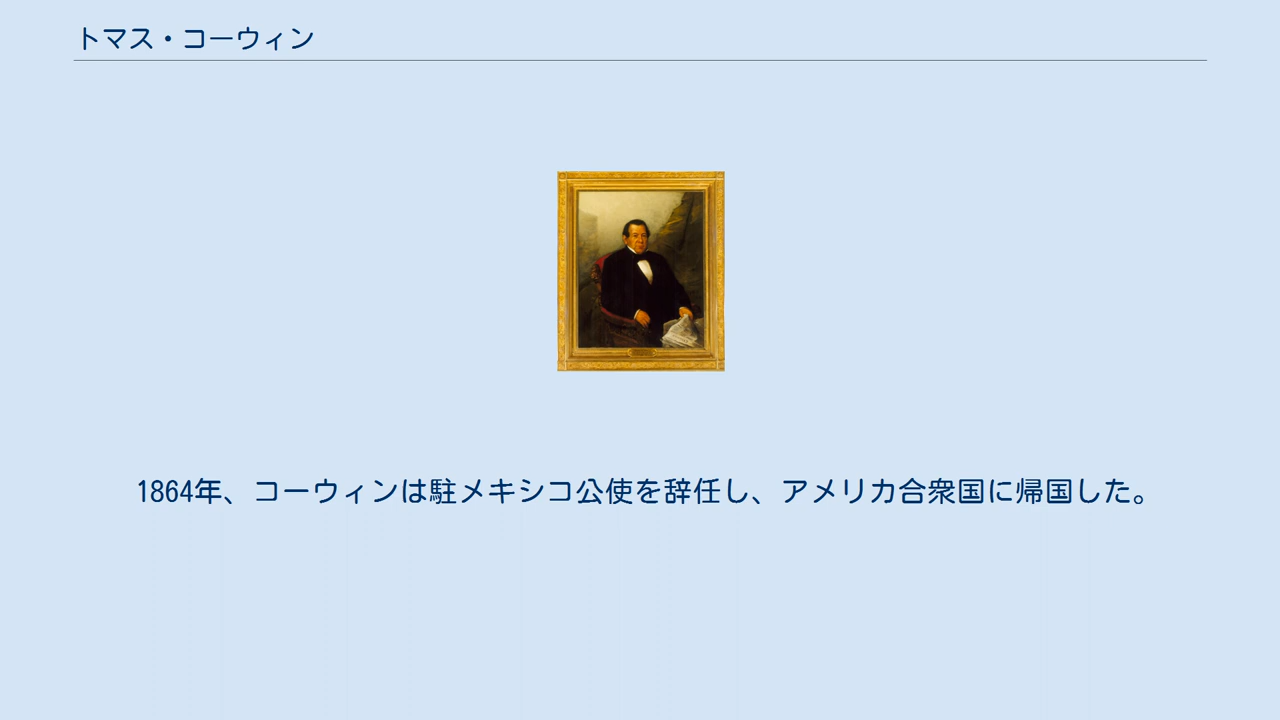 トマス・コーウィン
1864年、コーウィンは駐メキシコ公使を辞任し、アメリカ合衆国に帰国した。